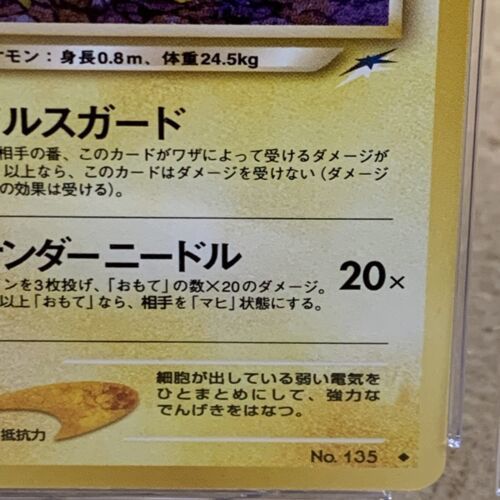 ケモン：身長0.8m、体重24.5kg
ルスガード
相手の番、このカードがワザによって受けるダメージが
以上なら、このカードはダメージを受けない（ダメージ
の効果は受ける）。
ンダーニードル
20×
ンを3枚投げ、「おもて」の数×20のダメージ。
以上「おもて」なら、相手を「マヒ」状態にする。
細胞が出している弱い電気を
ひとまとめにして、強力な
でんげきをはなつ。
抵抗力
No. 135 ◆